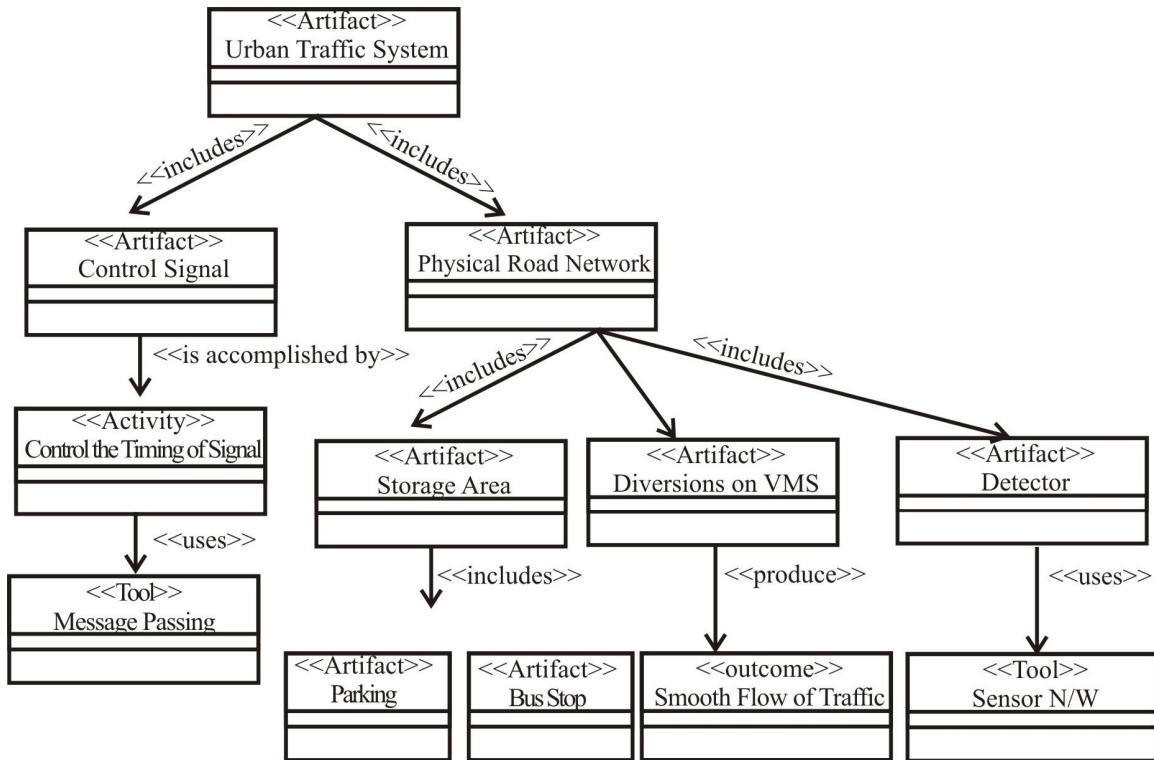 <<Artifact>>
Urban Traffic System
<<includes>>
<<includes>>
<<Artifact>>
Control Signal
<<Artifact>>
Physical Road Network
<<is accomplished by>>
<<includes>>
<<includes>>
<<Activity>>
Control the Timing of Signal
<<Artifact>>
Storage Area
<<Artifact>>
Diversions on VMS
<<Artifact>>
Detector
<<uses>>
<<includes>>
<<produce>>
<<uses>>
<<Tool>>
Message Passing
<<Artifact>>
Parking
<<Artifact>>
Bus Stop
<<outcome>>
Smooth Flow of Traffic
<<Tool>>
Sensor N/W